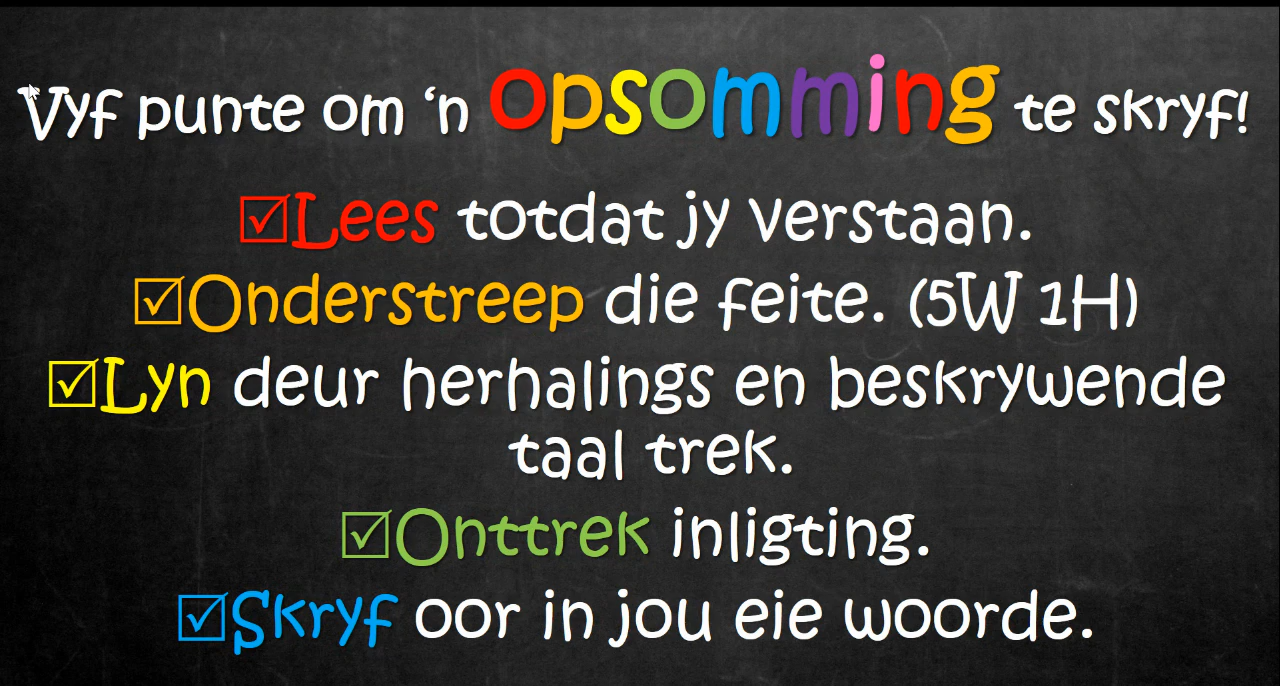 Vyf punte om ‘n opsomming te skryf!
☑Lees totdat jy verstaan.
☑Onderstreep die feite. (5W 1H)
☑Lyn deur herhalings en beskrywende
taal trek.
☑Onttrek inligting.
☑Skryf oor in jou eie woorde.